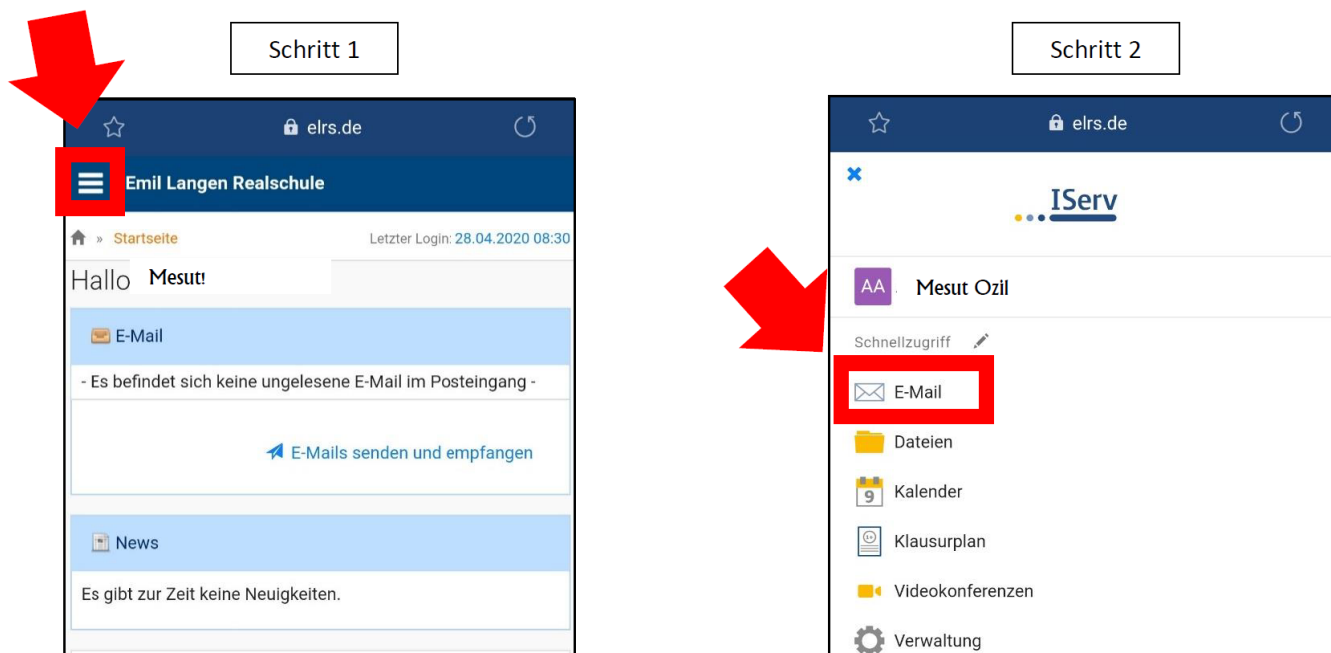 Schritt 1
elrs.de
Emil Langen Realschule
» Startseite
Letzter Login: 28.04.2020 08:30
Hallo Mesut!
E-Mail
- Es befindet sich keine ungelesene E-Mail im Posteingang -
E-Mails senden und empfangen
News
Es gibt zur Zeit keine Neuigkeiten.
Schritt 2
elrs.de
IServ
AA Mesut Ozil
Schnellzugriff
E-Mail
Dateien
9 Kalender
Klausurplan
Videokonferenzen
Verwaltung